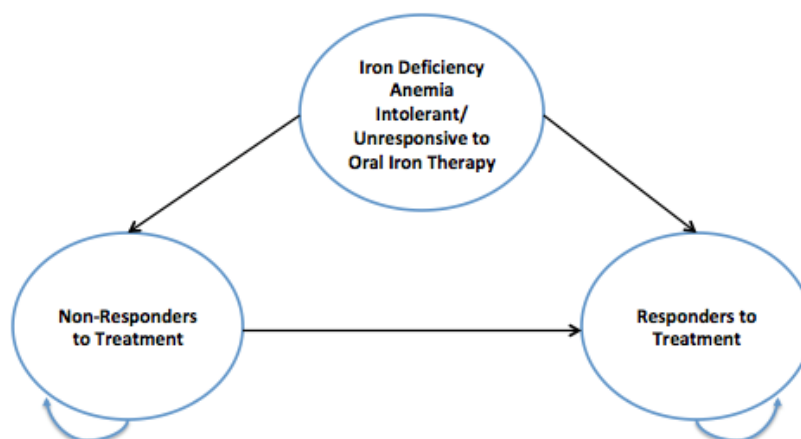 Iron Deficiency
Anemia
Intolerant/
Unresponsive to
Oral Iron Therapy
Non-Responders
to Treatment
Responders to
Treatment